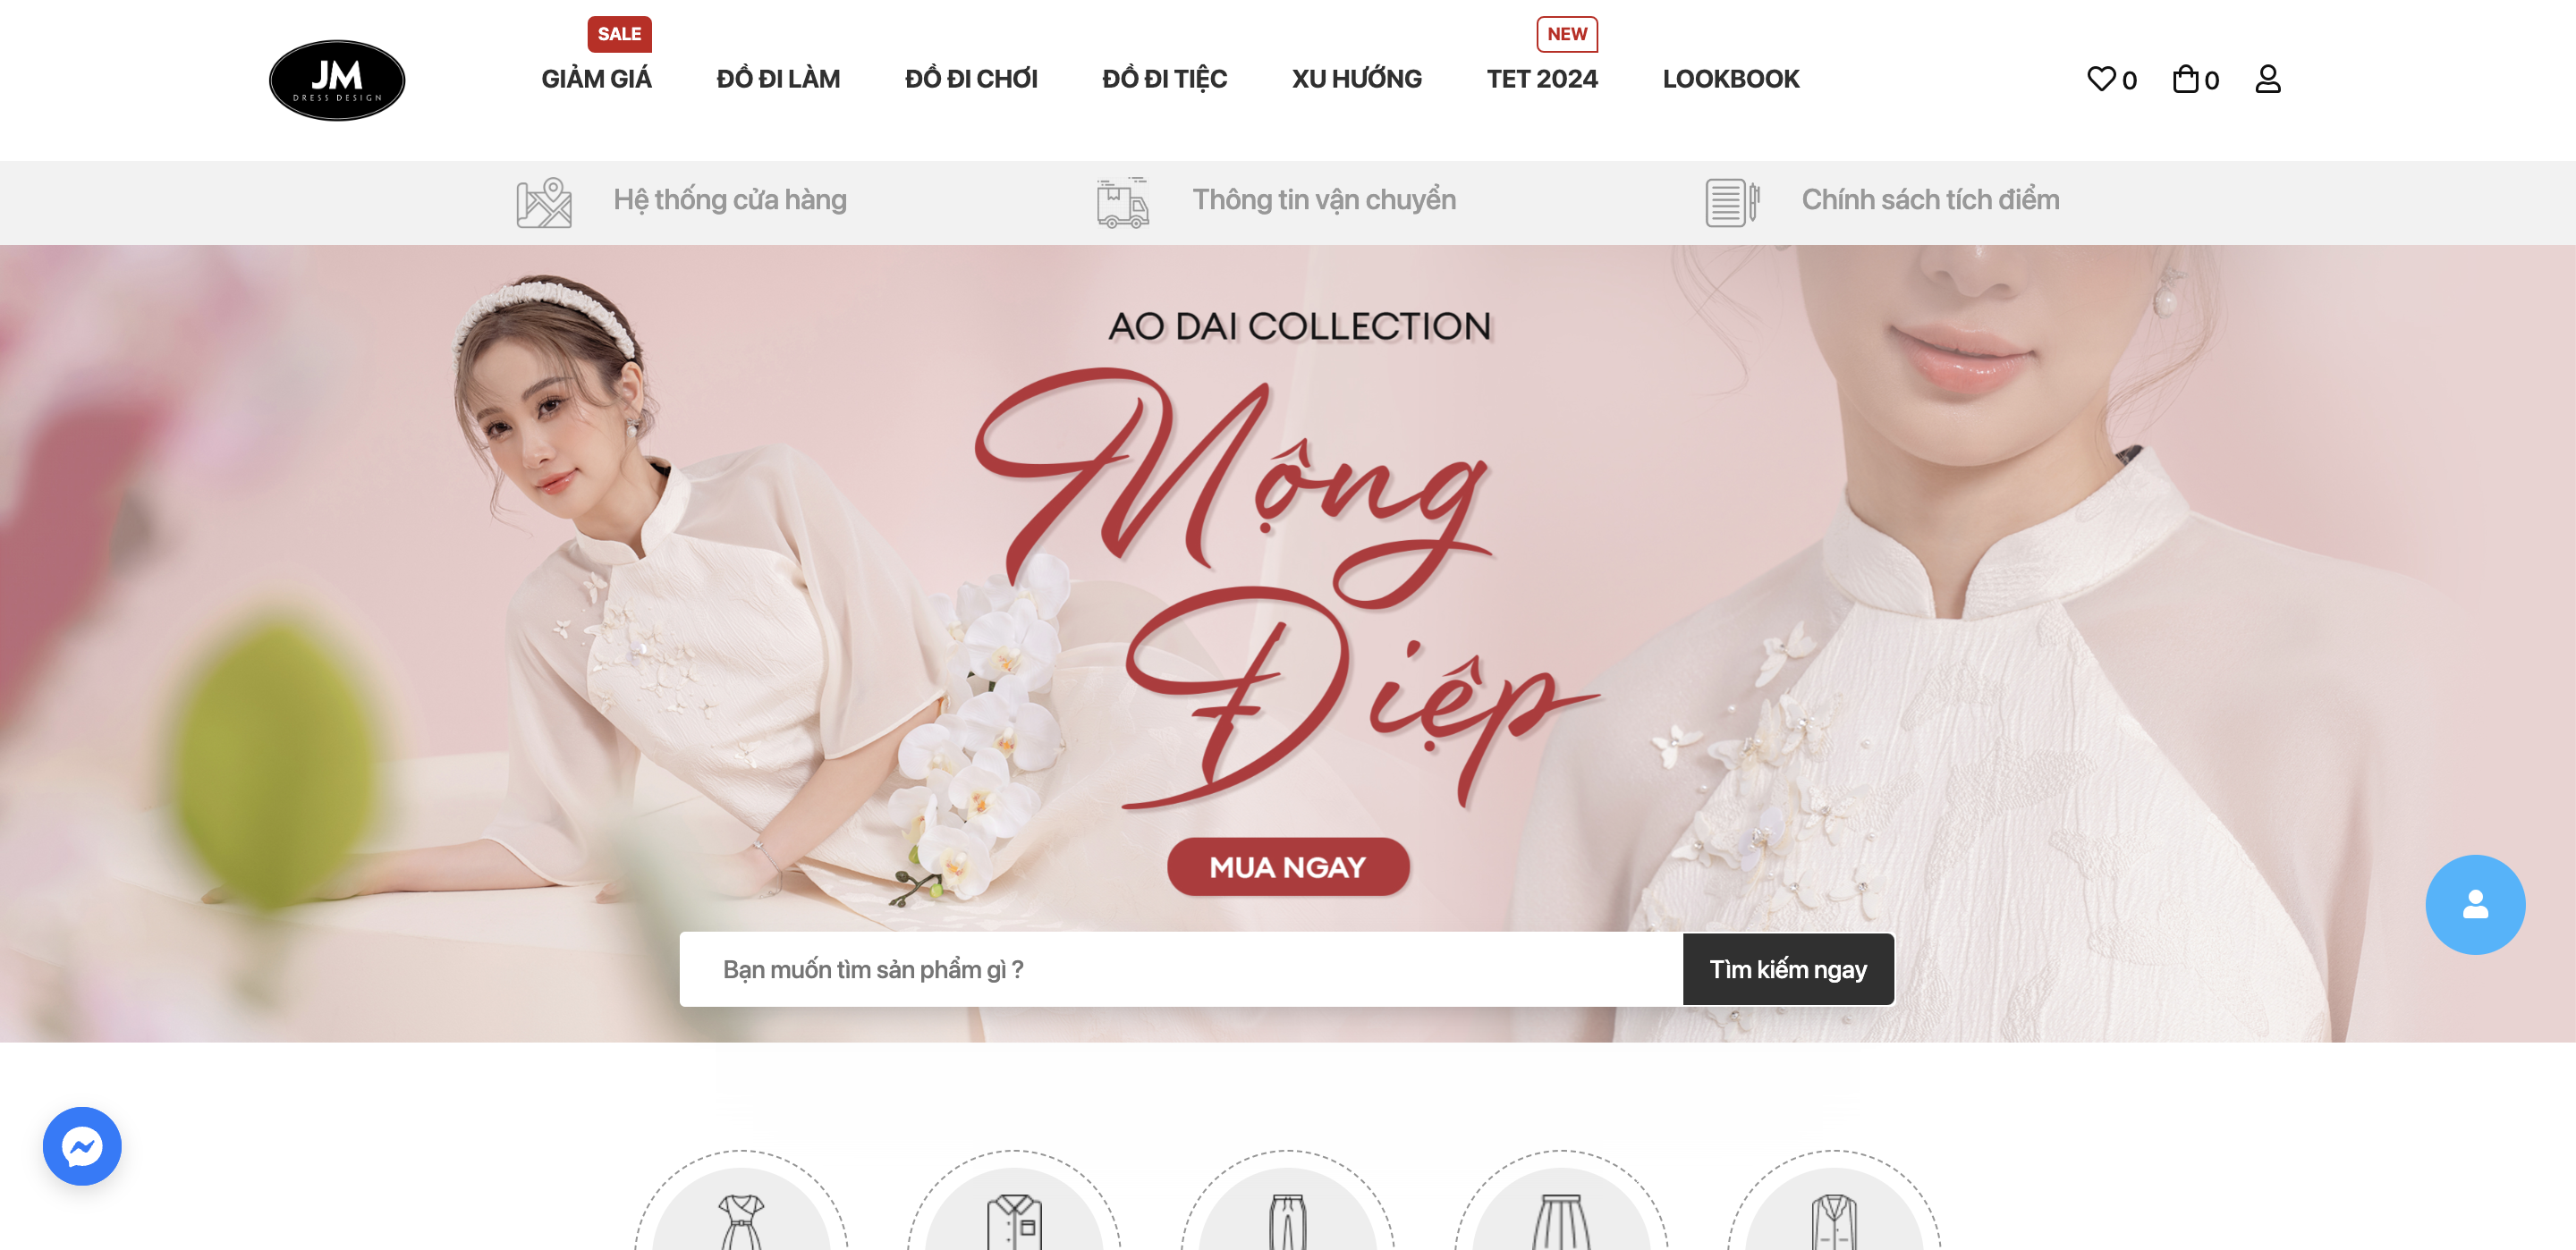 SALE
NEW
JM
DRESS DESIGN
GIẢM GIÁ
ĐỒ ĐI LÀM
ĐỒ ĐI CHƠI
ĐỒ ĐI TIỆC
XU HƯỚNG
TET 2024
LOOKBOOK
0
0
Hệ thống cửa hàng
Thông tin vận chuyển
Chính sách tích điểm
AO DAI COLLECTION
Mộng
Điệp
MUA NGAY
Bạn muốn tìm sản phẩm gì ?
Tìm kiếm ngay